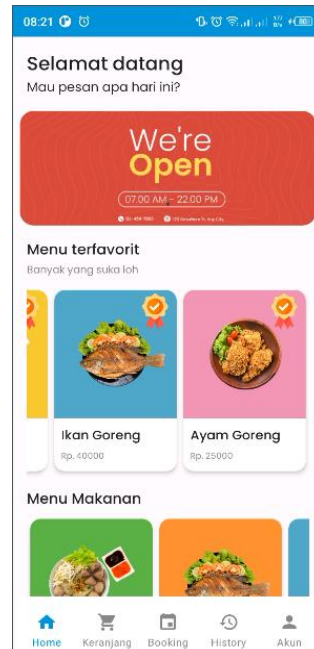 08:21
Selamat datang
Mau pesan apa hari ini?
We're
Open
07.00 AM - 22.00 PM
Menu terfavorit
Banyak yang suka loh
Ikan Goreng
Ayam Goreng
Rp. 40000
Rp. 25000
Menu Makanan
Home
Keranjang
Booking
History
Akun